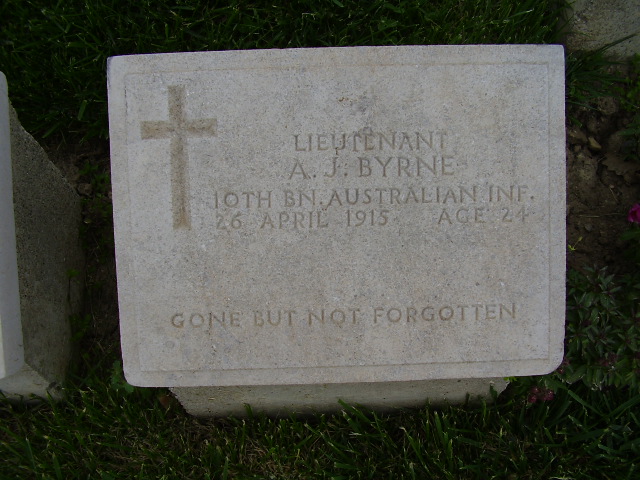 LIEUTENANT
A. J. BYRNE
10TH BN. AUSTRALIAN INF.
26 APRIL 1915 AGE 24
GONE BUT NOT FORGOTTEN